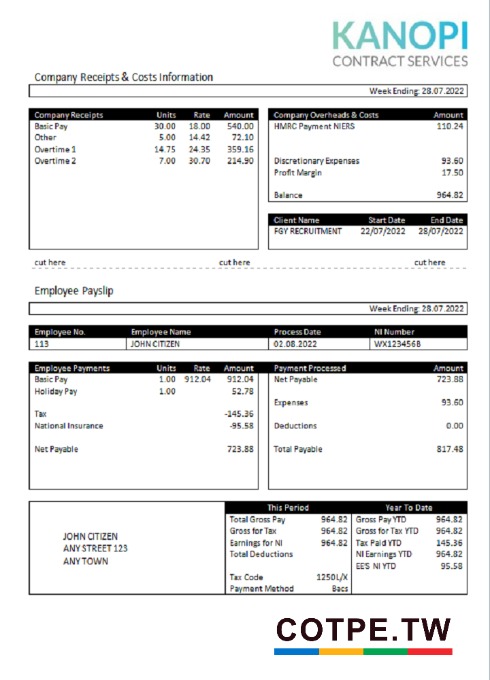 KANOPI
CONTRACT SERVICES
Company Receipts & Costs Information
Week Ending: 28.07.2022
Company Receipts Units Rate Amount
Basic Pay 30.00 18.00 540.00
Other 5.00 14.42 72.10
Overtime 1 14.75 24.35 359.16
Overtime 2 7.00 30.70 214.90
Company Overheads & Costs Amount
HMRC Payment NIERS 110.24
Discretionary Expenses 93.60
Profit Margin 17.50
Balance 964.82
Client Name Start Date End Date
FGY RECRUITMENT 22/07/2022 28/07/2022
cut here cut here cut here
Employee Payslip
Week Ending: 28.07.2022
Employee No. Employee Name Process Date NI Number
113 JOHN CITIZEN 02.08.2022 WX123456B
Employee Payments Units Rate Amount
Basic Pay 1.00 912.04 912.04
Holiday Pay 1.00 52.78
Tax -145.36
National Insurance -95.58
Net Payable 723.88
Payment Processed Amount
Net Payable 723.88
Expenses 93.60
Deductions 0.00
Total Payable 817.48
JOHN CITIZEN
ANY STREET 123
ANY TOWN
This Period
Total Gross Pay 964.82
Gross for Tax 964.82
Earnings for NI 964.82
Total Deductions
Tax Code 1250L/X
Payment Method Bacs
Year To Date
Gross Pay YTD 964.82
Gross for Tax YTD 964.82
Tax Paid YTD 145.36
NI Earnings YTD 964.82
EE'S NI YTD 95.58
COTPE.TW